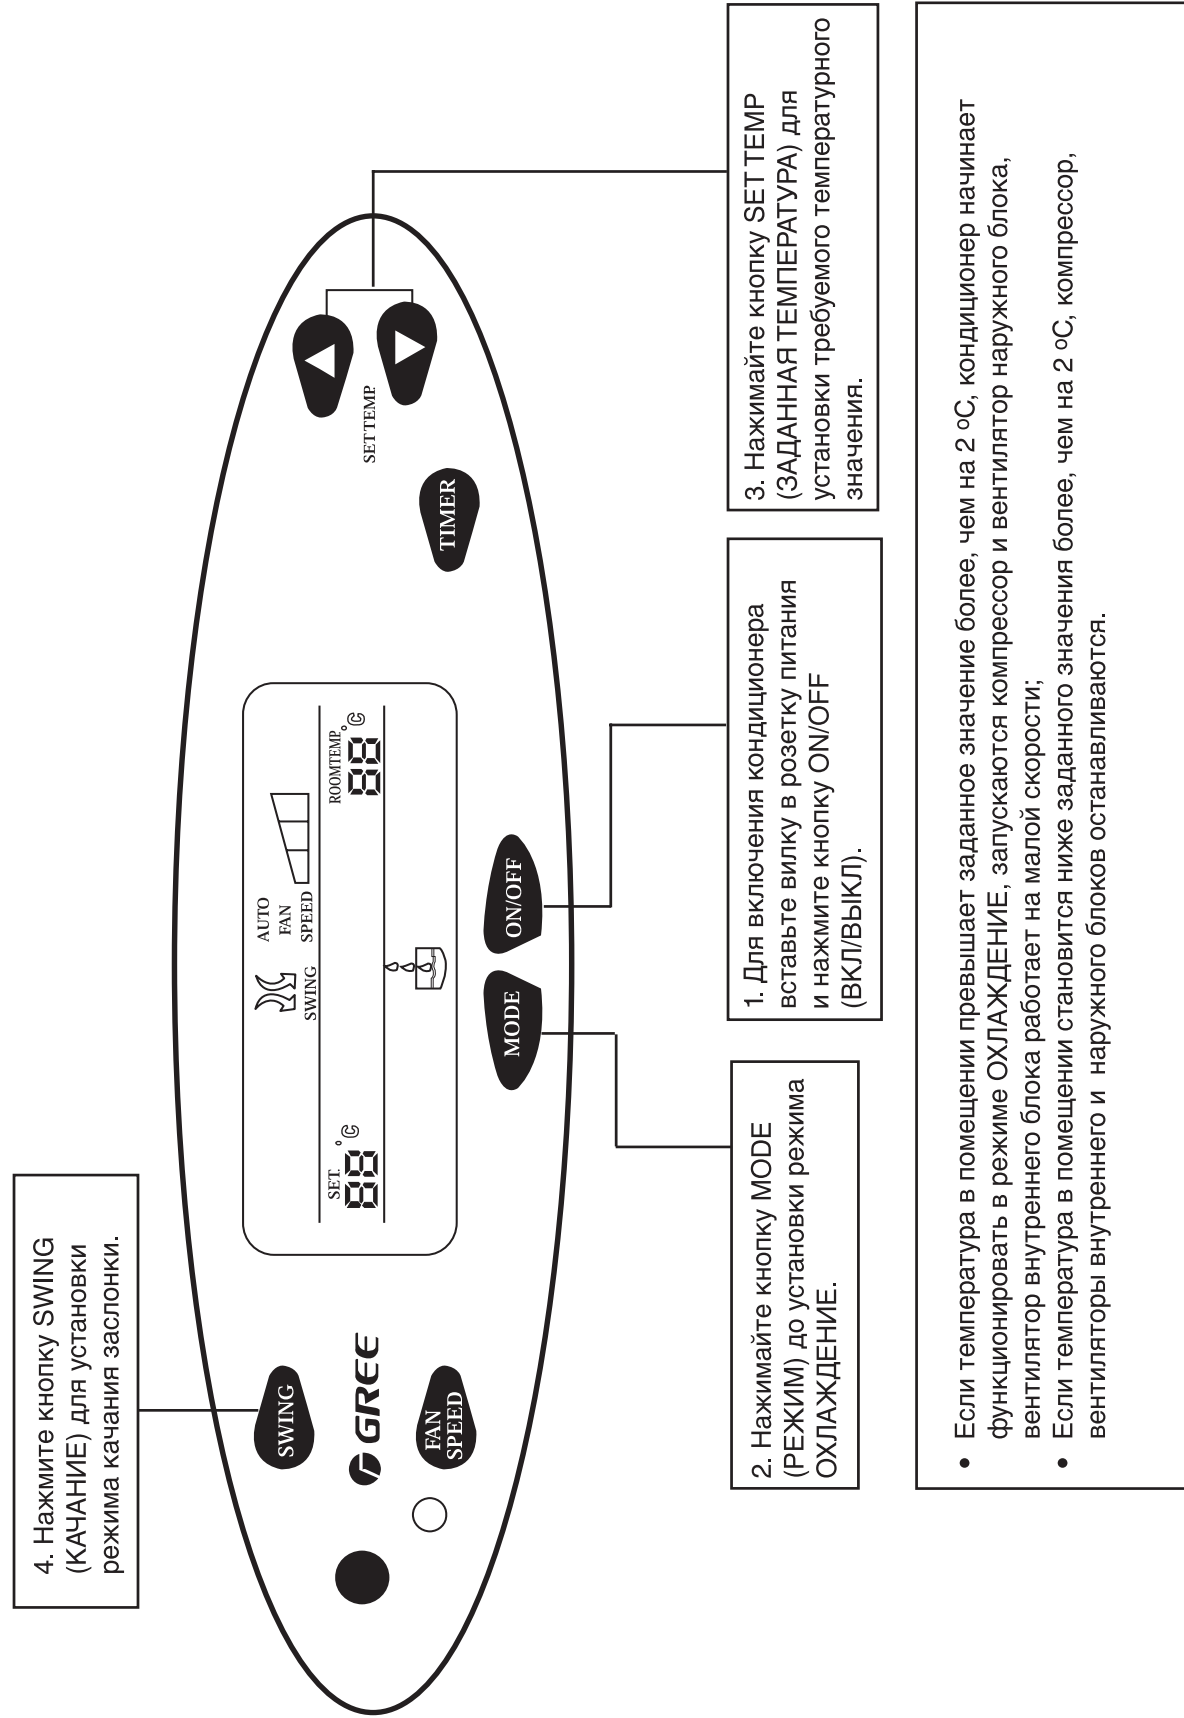 4. Нажмите кнопку SWING
(КАЧАНИЕ) для установки
режима качания заслонки.
SWING
GREE
FAN
SPEED
SWING
AUTO
FAN
SPEED
SET.
88 °C
ROOMTEMP.
88 °C
MODE
ON/OFF
TIMER
SET TEMP.
2. Нажимайте кнопку MODE
(РЕЖИМ) до установки режима
ОХЛАЖДЕНИЕ.
1. Для включения кондиционера
вставьте вилку в розетку питания
и нажмите кнопку ON/OFF
(ВКЛ/ВЫКЛ).
3. Нажимайте кнопку SET TEMP
(ЗАДАННАЯ ТЕМПЕРАТУРА) для
установки требуемого температурного
значения.
• Если температура в помещении превышает заданное значение более, чем на 2 ºС, кондиционер начинает
функционировать в режиме ОХЛАЖДЕНИЕ, запускаются компрессор и вентилятор наружного блока,
вентилятор внутреннего блока работает на малой скорости;
• Если температура в помещении становится ниже заданного значения более, чем на 2 ºС, компрессор,
вентиляторы внутреннего и  наружного блоков останавливаются.